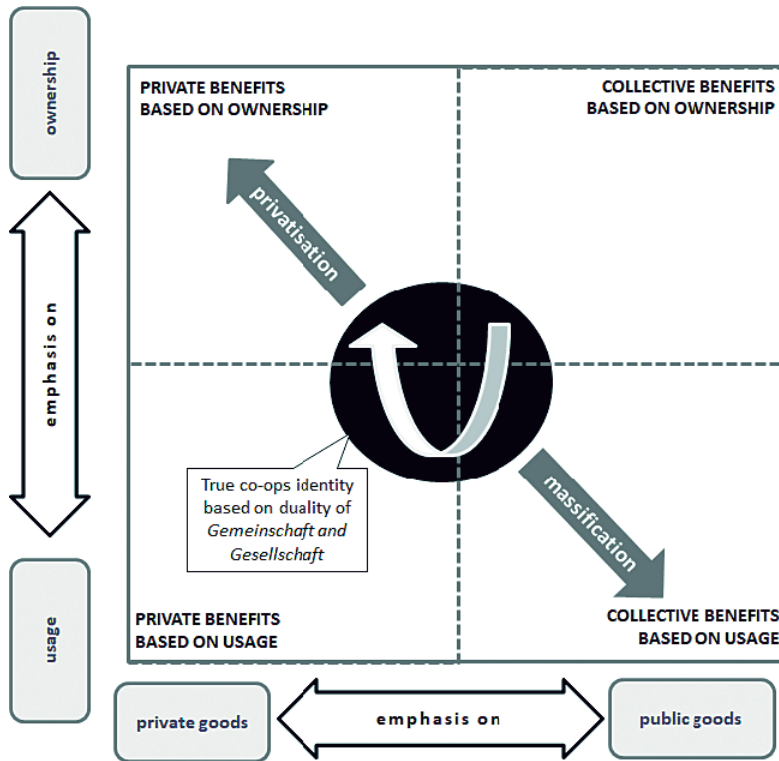 ownership
PRIVATE BENEFITS
BASED ON OWNERSHIP
COLLECTIVE BENEFITS
BASED ON OWNERSHIP
privatisation
emphasis on
True co-ops identity
based on duality of
Gemeinschaft and
Gesellschaft
massification
usage
PRIVATE BENEFITS
BASED ON USAGE
COLLECTIVE BENEFITS
BASED ON USAGE
private goods
emphasis on
public goods